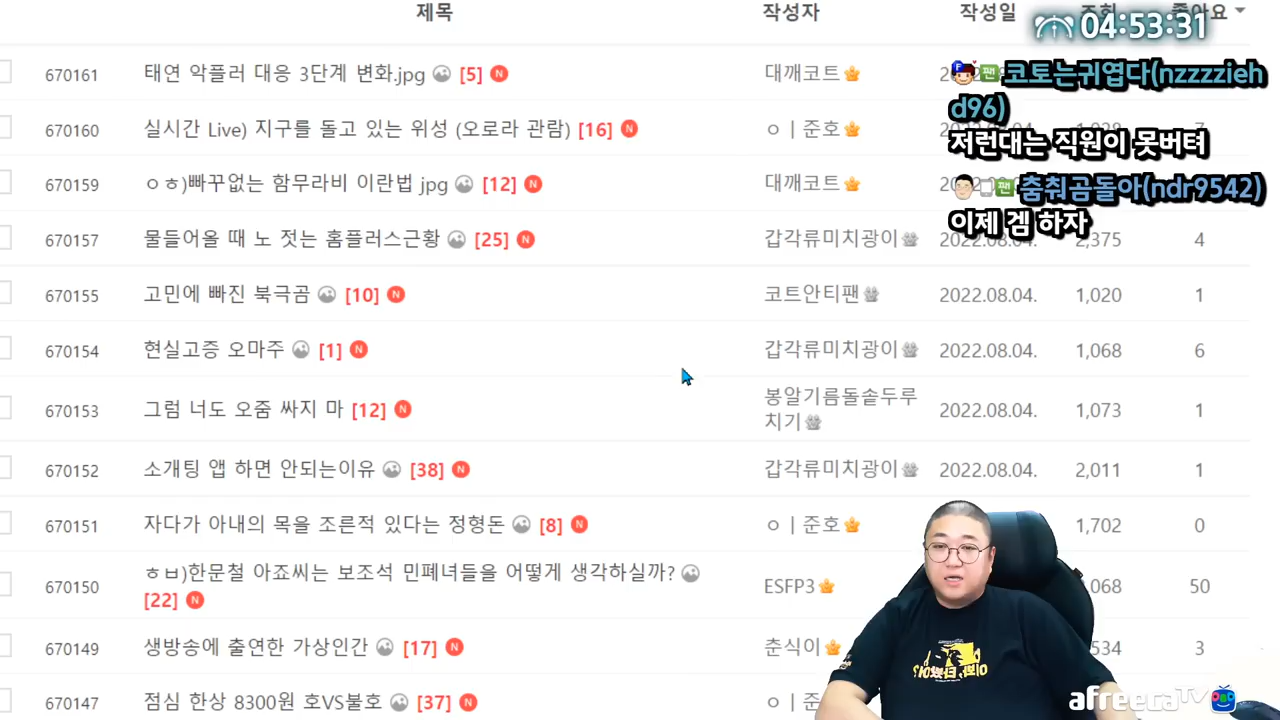 제목 작성자 작성일 조회 좋아요
04:53:31
670161 태연 악플러 대응 3단계 변화.jpg [5] N 대깨코트
670160 실시간 Live) 지구를 돌고 있는 위성 (오로라 관람) [16] N ㅇ | 준호
670159 ㅇㅎ)빠꾸없는 함무라비 이란법 jpg [12] N 대깨코트
670157 물들어올 때 노 젓는 홈플러스근황 [25] N 갑각류미치광이 2022.08.04. 2,375 4
670155 고민에 빠진 북극곰 [10] N 코트안티팬 2022.08.04. 1,020 1
670154 현실고증 오마주 [1] N 갑각류미치광이 2022.08.04. 1,068 6
670153 그럼 너도 오줌 싸지 마 [12] N 봉알기름돌솥두루
치기 2022.08.04. 1,073 1
670152 소개팅 앱 하면 안되는이유 [38] N 갑각류미치광이 2022.08.04. 2,011 1
670151 자다가 아내의 목을 조른적 있다는 정형돈 [8] N ㅇ | 준호 1,702 0
670150 ㅎㅂ)한문철 아죠씨는 보조석 민폐녀들을 어떻게 생각하실까?
[22] N ESFP3 068 50
670149 생방송에 출연한 가상인간 [17] N 춘식이 534 3
670147 점심 한상 8300원 호VS불호 [37] N ㅇ | 준
코토는귀엽다(nzzzzieh
d96)
저런대는 직원이 못버텨
춤춰곰돌아(ndr9542)
이제 겜 하자
afreecaTV